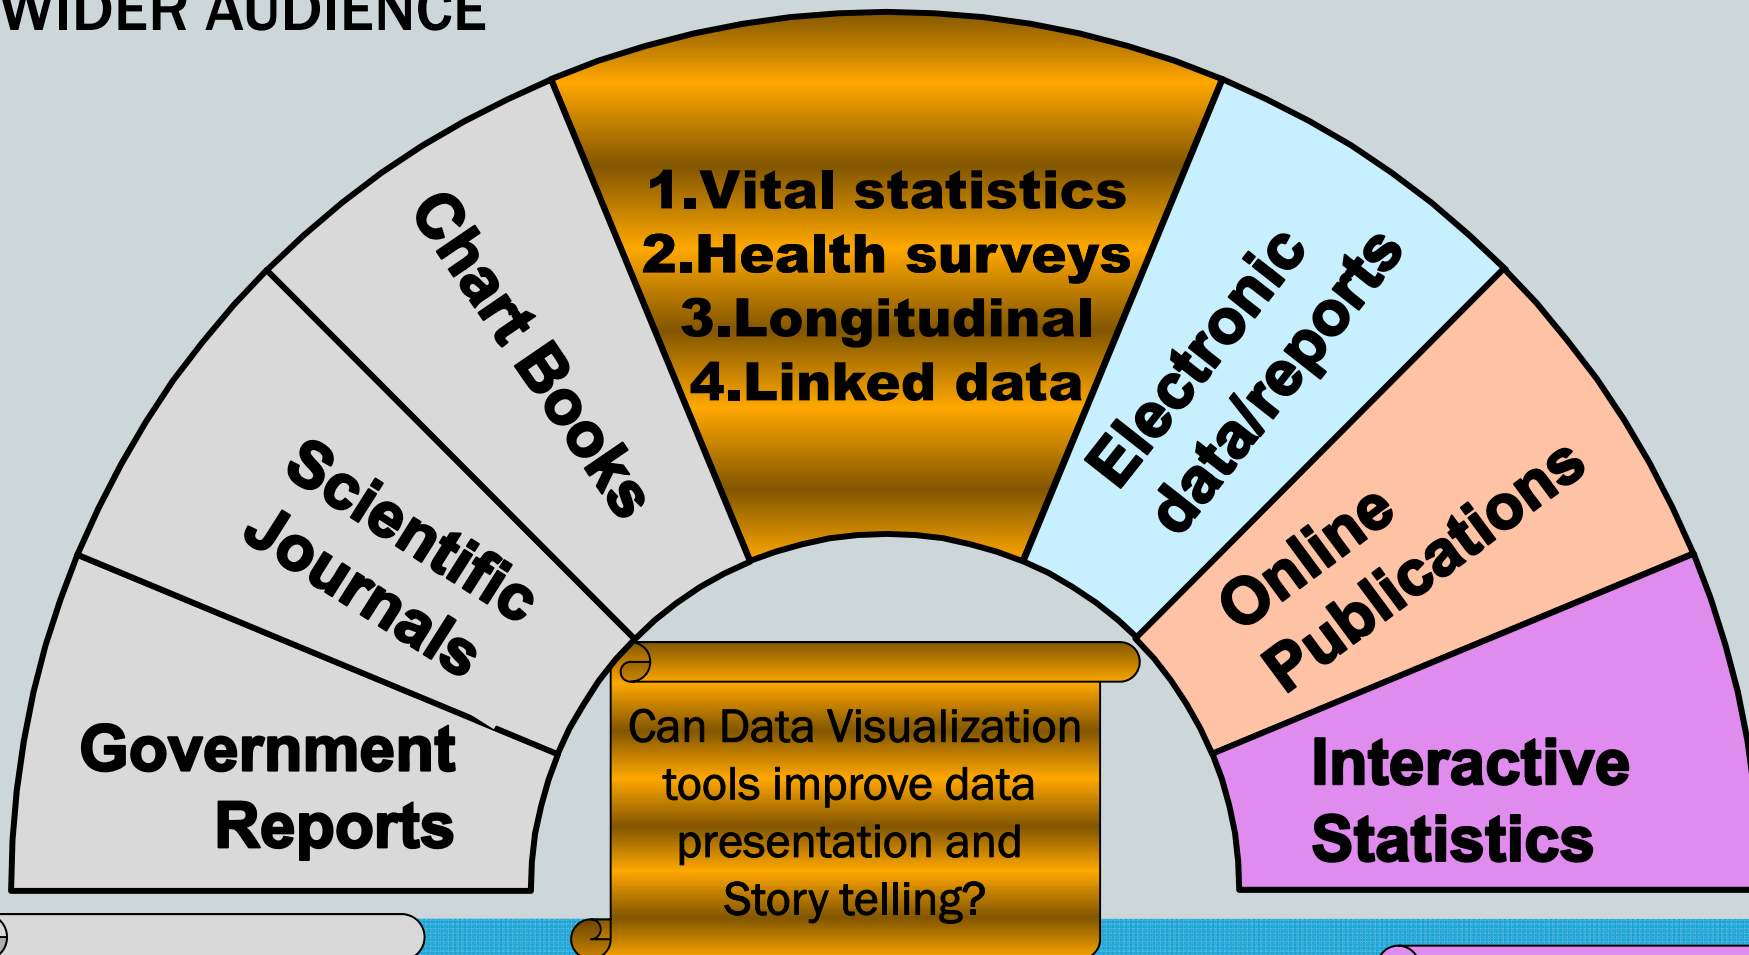 WIDER AUDIENCE
Government
Reports
Scientific
Journals
Chart Books
1.Vital statistics
2.Health surveys
3.Longitudinal
4.Linked data
Electronic
data/reports
Online
Publications
Interactive
Statistics
Can Data Visualization
tools improve data
presentation and
Story telling?